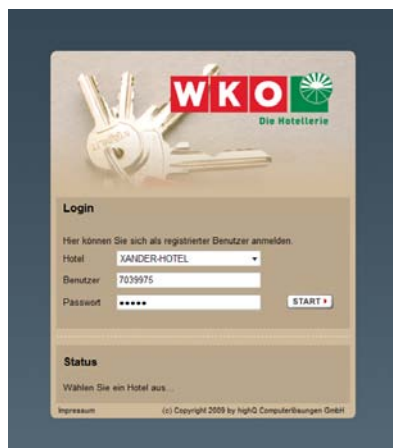 WKO
Die Hotellerie
Login
Hier können Sie sich als registrierter Benutzer anmelden.
Hotel XANDER-HOTEL
Benutzer 7039975
Passwort •••••
START
Status
Wählen Sie ein Hotel aus...
Impressum (c) Copyright 2009 by highQ Computerlösungen GmbH